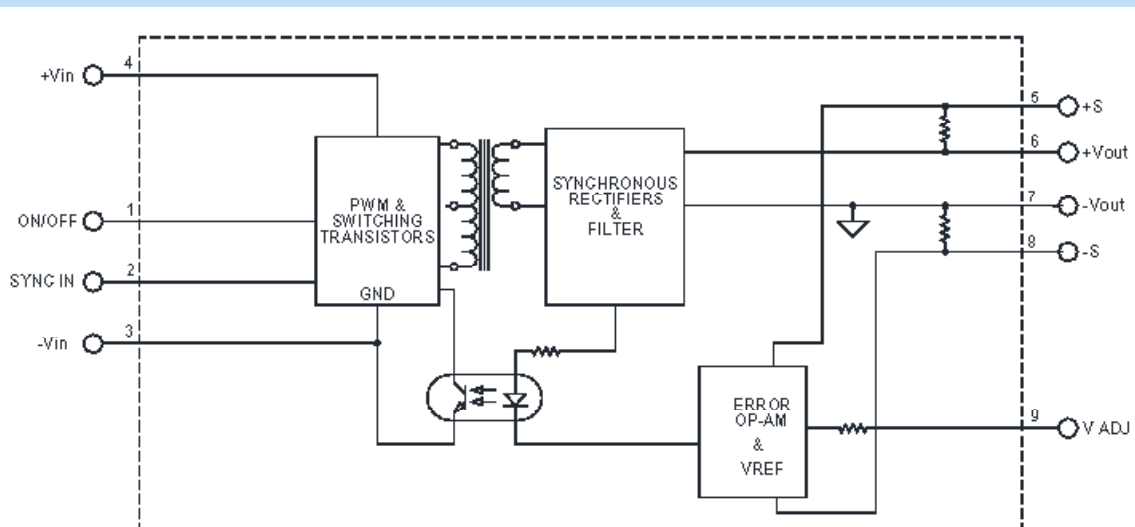 +Vin
4
5
+S
6
+Vout
PWM &
SWITCHING
TRANSISTORS
SYNCHRONOUS
RECTIFIERS
&
FILTER
ON/OFF
1
7
-Vout
8
-S
SYNC IN
2
GND
-Vin
3
ERROR
OP-AM
&
VREF
9
V ADJ